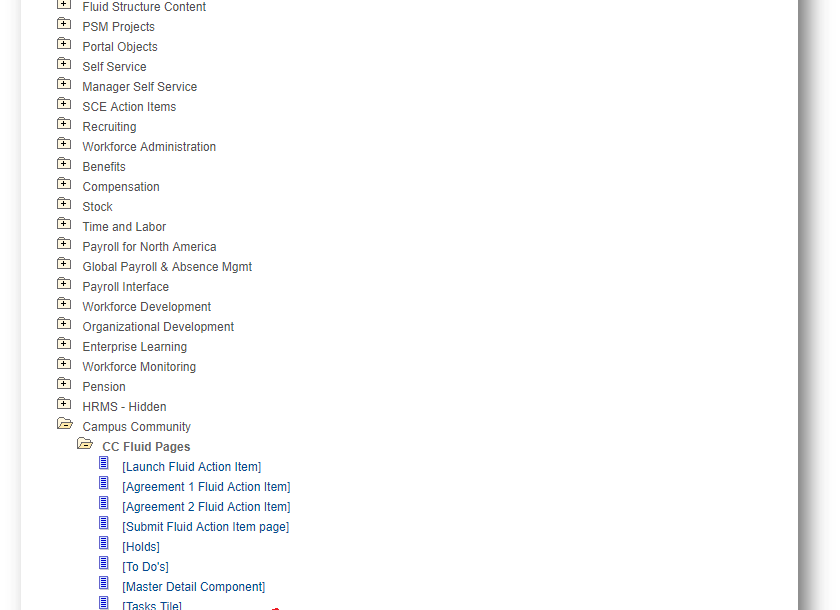 Fluid Structure Content
PSM Projects
Portal Objects
Self Service
Manager Self Service
SCE Action Items
Recruiting
Workforce Administration
Benefits
Compensation
Stock
Time and Labor
Payroll for North America
Global Payroll & Absence Mgmt
Payroll Interface
Workforce Development
Organizational Development
Enterprise Learning
Workforce Monitoring
Pension
HRMS - Hidden
Campus Community
CC Fluid Pages
[Launch Fluid Action Item]
[Agreement 1 Fluid Action Item]
[Agreement 2 Fluid Action Item]
[Submit Fluid Action Item page]
[Holds]
[To Do's]
[Master Detail Component]
[Tasks Tile]